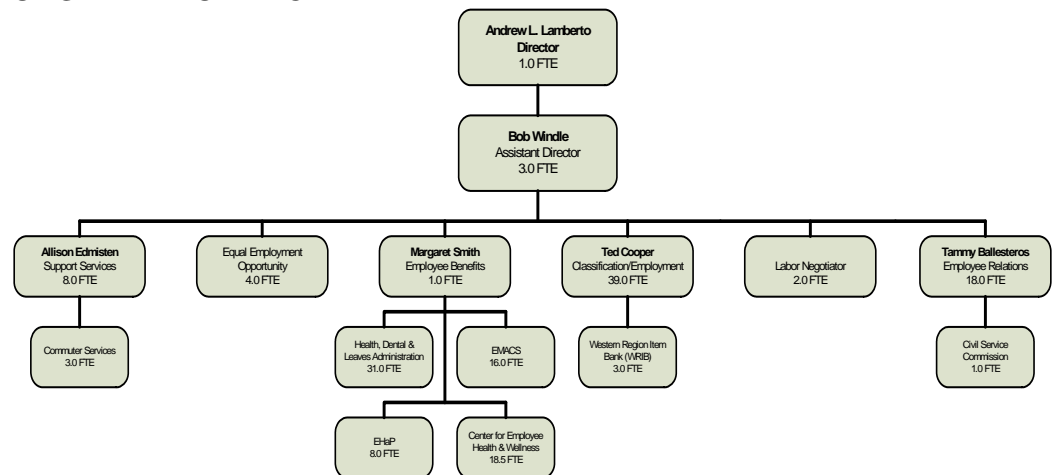 Andrew L. Lamberto
Director
1.0 FTE
Bob Windle
Assistant Director
3.0 FTE
Allison Edmisten
Support Services
8.0 FTE
Equal Employment
Opportunity
4.0 FTE
Margaret Smith
Employee Benefits
1.0 FTE
Ted Cooper
Classification/Employment
39.0 FTE
Labor Negotiator
2.0 FTE
Tammy Ballesteros
Employee Relations
18.0 FTE
Commuter Services
3.0 FTE
Health, Dental &
Leaves Administration
31.0 FTE
EMACS
16.0 FTE
Western Region Item
Bank (WRIB)
3.0 FTE
Civil Service
Commission
1.0 FTE
EHaP
8.0 FTE
Center for Employee
Health & Wellness
18.5 FTE